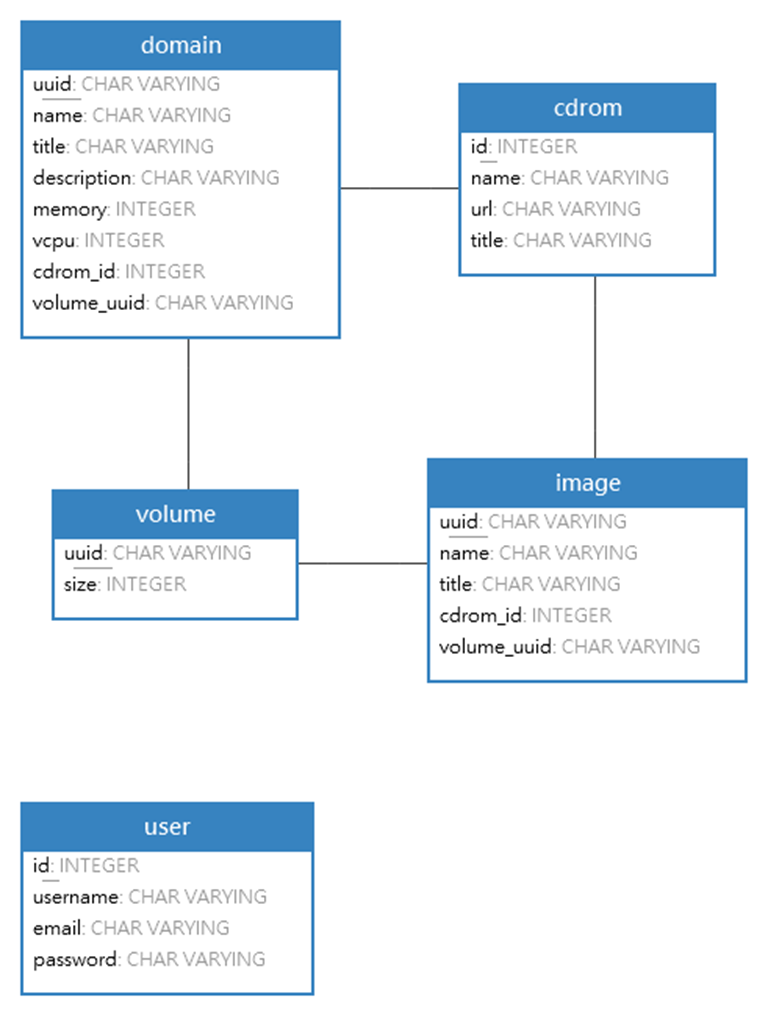 domain
uuid: CHAR VARYING
name: CHAR VARYING
title: CHAR VARYING
description: CHAR VARYING
memory: INTEGER
vcpu: INTEGER
cdrom_id: INTEGER
volume_uuid: CHAR VARYING
cdrom
id: INTEGER
name: CHAR VARYING
url: CHAR VARYING
title: CHAR VARYING
volume
uuid: CHAR VARYING
size: INTEGER
image
uuid: CHAR VARYING
name: CHAR VARYING
title: CHAR VARYING
cdrom_id: INTEGER
volume_uuid: CHAR VARYING
user
id: INTEGER
username: CHAR VARYING
email: CHAR VARYING
password: CHAR VARYING